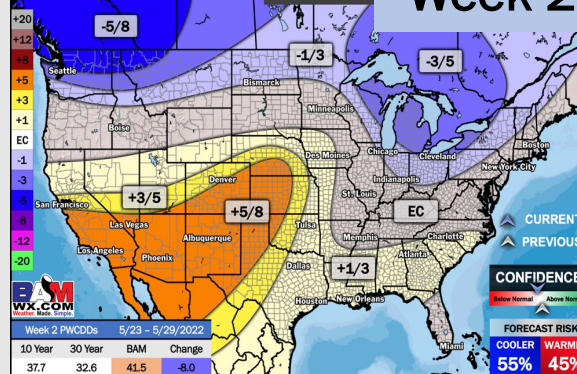 WEEK 2
+20
+12
+8
+5
+3
+1
EC
-1
-3
-5
-8
-12
-20
-5/8
-1/3
-3/5
Seattle
Bismarck
Minneapolis
Boise
Boston
Des Moines
Chicago
Cleveland
New York City
Indianapolis
Denver
St. Louis
+3/5
San Francisco
+5/8
EC
Las Vegas
Tulsa
CURRENT
Albuquerque
Memphis
Charlotte
PREVIOUS
Los Angeles
Phoenix
Atlanta
Dallas
+1/3
CONFIDENCE
Houston
New Orleans
Below Normal
Above Norm
BAM
WX.COM
Weather. Made. Simple.
Miami
FORECAST RISK
COOLER
WARME
55%
45%
Week 2 PWCDDs 5/23 – 5/29/2022
10 Year 30 Year BAM Change
37.7 32.6 41.5 -8.0